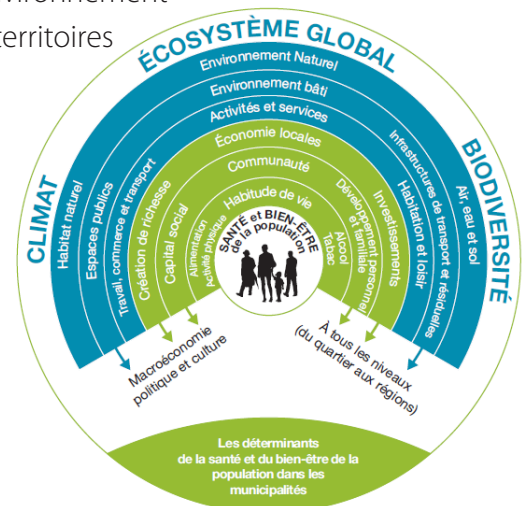 territoires
ÉCOSYSTÈME GLOBAL
CLIMAT
BIODIVERSITÉ
Environnement Naturel
Habitat naturel
Air, eau et sol
Environnement bâti
Espaces publics
Infrastructures de transport et résiduelles
Activités et services
Travail, commerce et transport
Habitation et loisir
Économie locales
Création de richesse
Investissements
Communauté
Capital social
Développement personnel
et familiale
Habitude de vie
Alimentation
Activité physique
Alcool
Tabac
SANTÉ et BIEN-ÊTRE
de la population
Macroéconomie
politique et culture
À tous les niveaux
(du quartier aux régions)
Les déterminants
de la santé et du bien-être de la
population dans les
municipalités